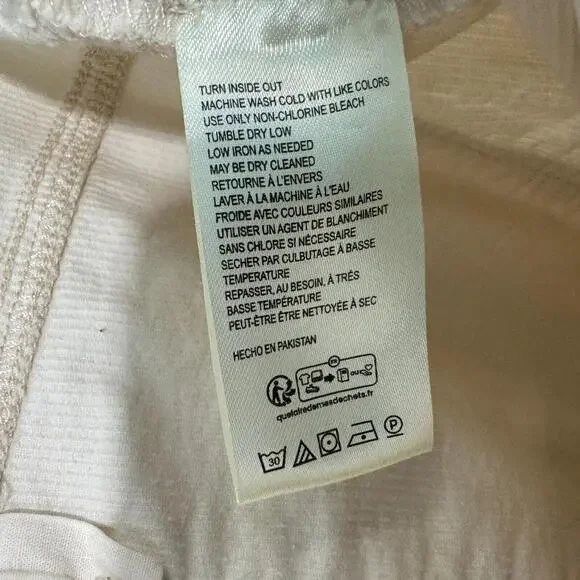 TURN INSIDE OUT
MACHINE WASH COLD WITH LIKE COLORS
USE ONLY NON-CHLORINE BLEACH
TUMBLE DRY LOW
LOW IRON AS NEEDED
MAY BE DRY CLEANED
RETOURNE À L'ENVERS
LAVER À LA MACHINE À L'EAU
FROIDE AVEC COULEURS SIMILAIRES
UTILISER UN AGENT DE BLANCHIMENT
SANS CHLORE SI NÉCESSAIRE
SECHER PAR CULBUTAGE À BASSE
TEMPERATURE
REPASSER, AU BESOIN, À TRÉS
BASSE TEMPÉRATURE
PEUT-ÊTRE ÊTRE NETTOYÉE À SEC
HECHO EN PAKISTAN
FR
ou
quefairedemesdechets.fr
30
P